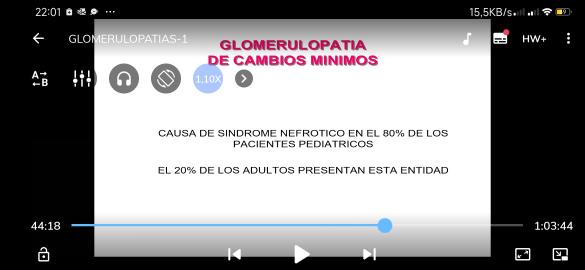 22:01
15,5KB/s
GLOMERULOPATIAS-1
HW+
GLOMERULOPATIA
DE CAMBIOS MINIMOS
A
B
1,10X
CAUSA DE SINDROME NEFROTICO EN EL 80% DE LOS
PACIENTES PEDIATRICOS
EL 20% DE LOS ADULTOS PRESENTAN ESTA ENTIDAD
44:18
1:03:44